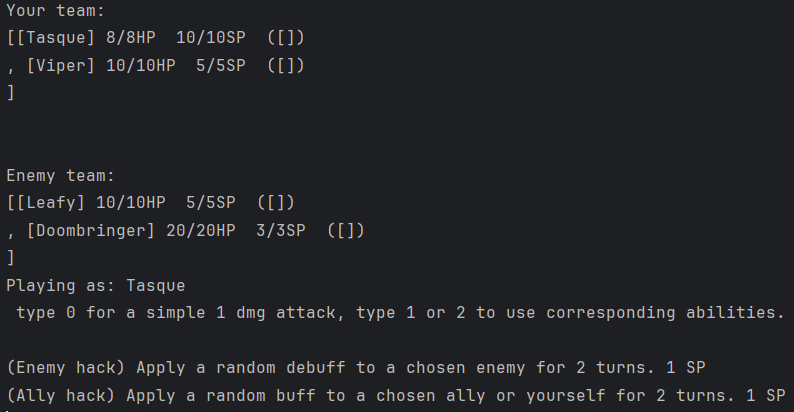 Your team:
[[Tasque] 8/8HP  10/10SP  ([])
, [Viper] 10/10HP  5/5SP  ([])
]
Enemy team:
[[Leafy] 10/10HP  5/5SP  ([])
, [Doombringer] 20/20HP  3/3SP  ([])
]
Playing as: Tasque
 type 0 for a simple 1 dmg attack, type 1 or 2 to use corresponding abilities.
(Enemy hack) Apply a random debuff to a chosen enemy for 2 turns. 1 SP
(Ally hack) Apply a random buff to a chosen ally or yourself for 2 turns. 1 SP